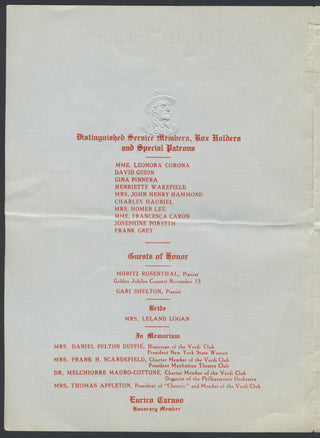 Distinguished Service Members, Box Holders
and Special Patrons
MME. LEONORA CORONA
DAVID GUION
GINA PINNERA
HENRIETTE WAKEFIELD
MRS. JOHN HENRY HAMMOND
CHARLES HAUBIEL
MRS. HOMER LEE
MME. FRANCESCA CARON
JOSEPHINE FORSYTH
FRANK GREY
Guests of Honor
MORITZ ROSENTHAL, Pianist
Golden Jubilee Concert November 13
GARI SHELTON, Pianist
Bride
MRS. LELAND LOGAN
In Memoriam
MRS. DANIEL PELTON DUFFIE, Historian of the Verdi Club
President New York State Women
MRS. FRANK H. SCARDEFIELD, Charter Member of the Verdi Club
President Manhattan Theatre Club
DR. MELCHIORRE MAURO-COTTONE, Charter Member of the Verdi Club
Organist of the Philharmonic Orchestra
MRS. THOMAS APPLETON, President of "Cheerio" and Member of the Verdi Club
Enrico Caruso
Honorary Member